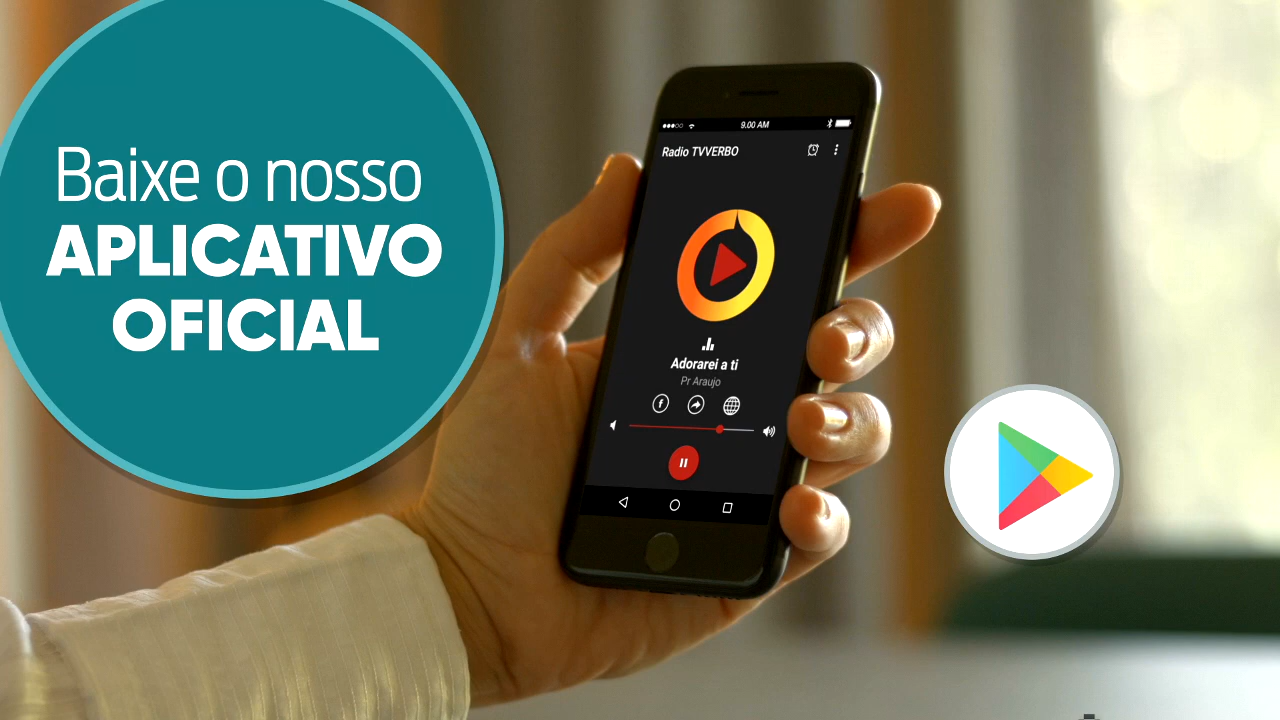 Baixe o nosso
APLICATIVO
OFICIAL
9.00 AM
Radio TVVERBO
Adorarei a ti
Pr Araujo